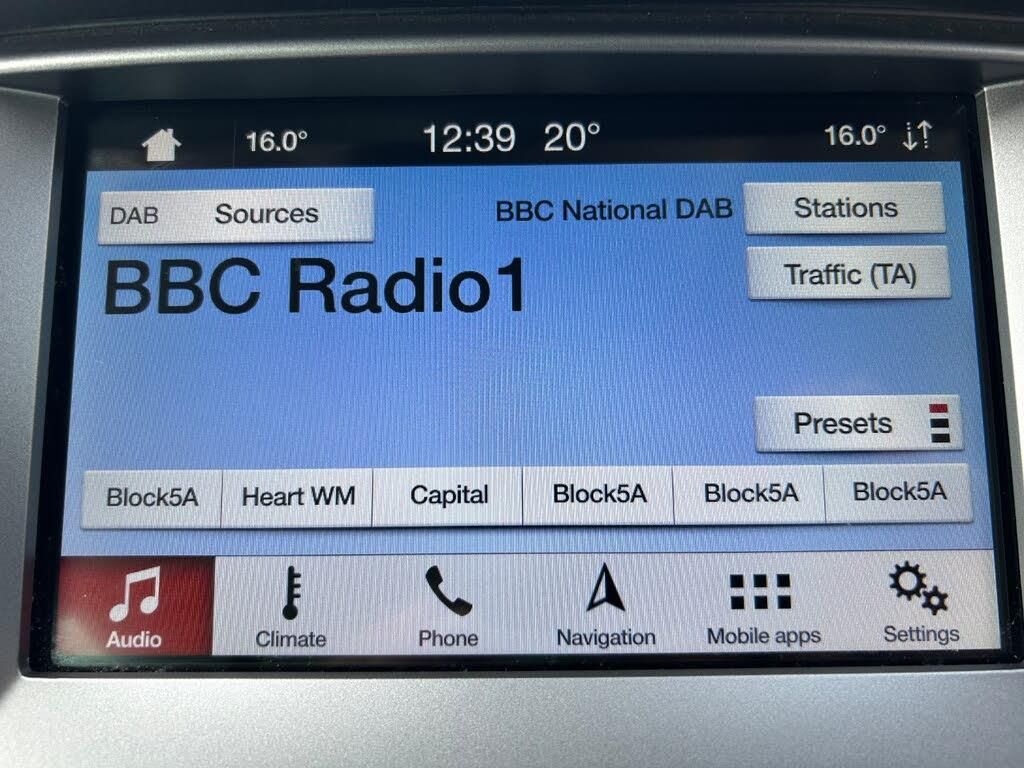 16.0° 12:39 20° 16.0°
DAB Sources BBC National DAB Stations
BBC Radio1
Traffic (TA)
Presets
Block5A Heart WM Capital Block5A Block5A Block5A
Audio Climate Phone Navigation Mobile apps Settings